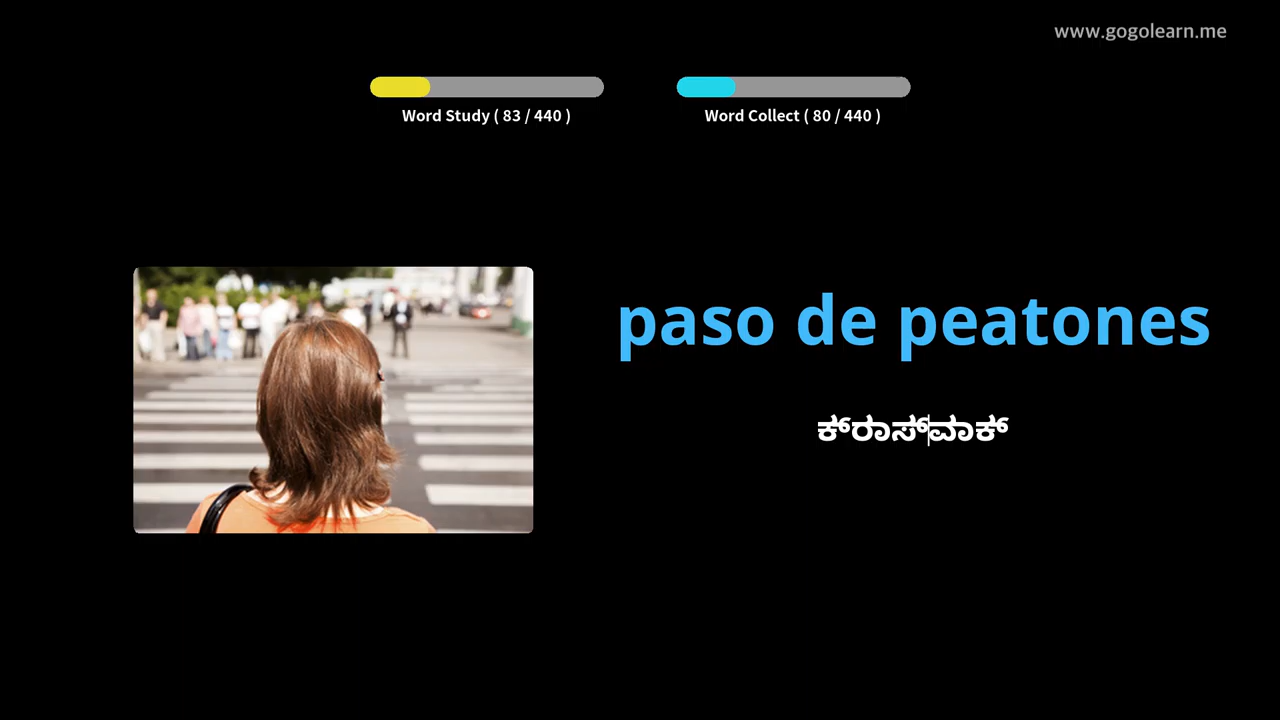 www.gogolearn.me
Word Study ( 83 / 440 )
Word Collect ( 80 / 440 )
paso de peatones
ಕ್‌ರಾಸ್‌ವಾಕ್